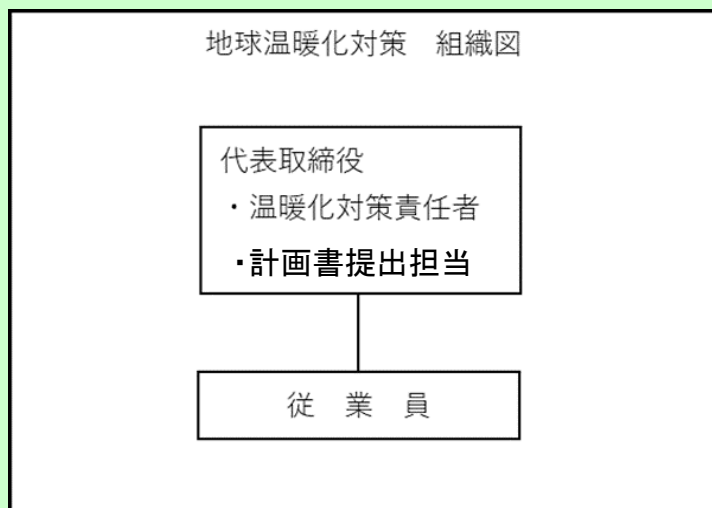 地球温暖化対策　組織図
代表取締役
・温暖化対策責任者
・計画書提出担当
従　業　員